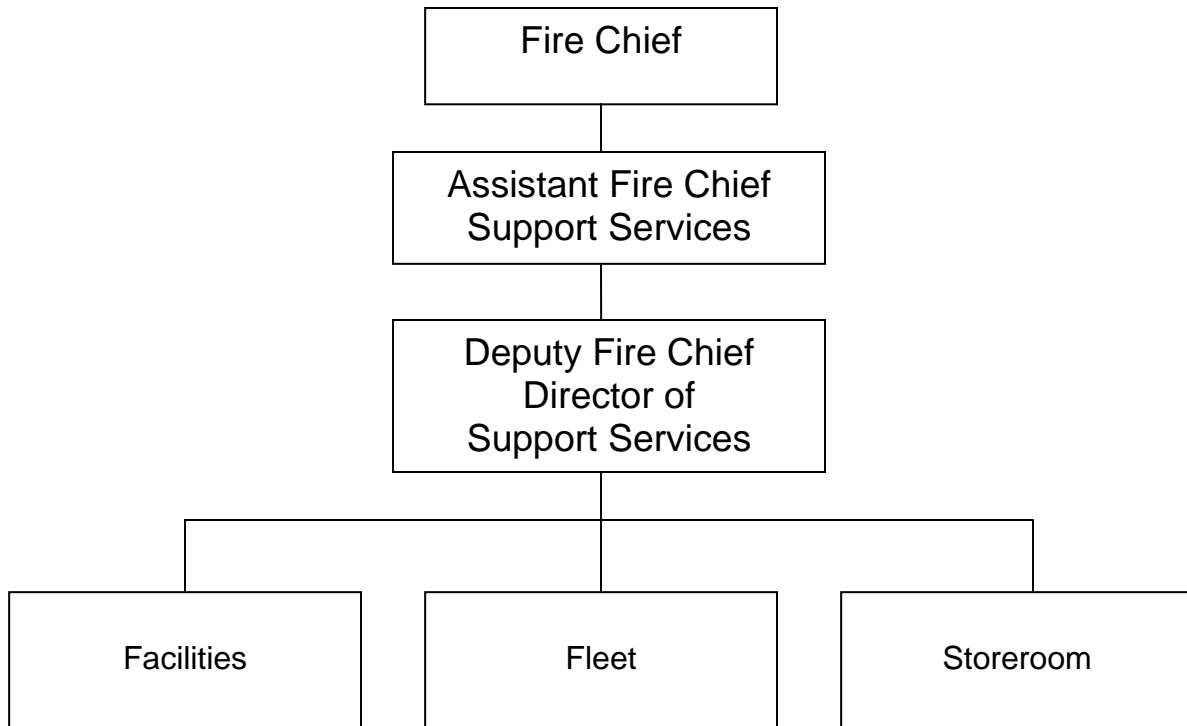 Fire Chief
Assistant Fire Chief
Support Services
Deputy Fire Chief
Director of
Support Services
Facilities
Fleet
Storeroom